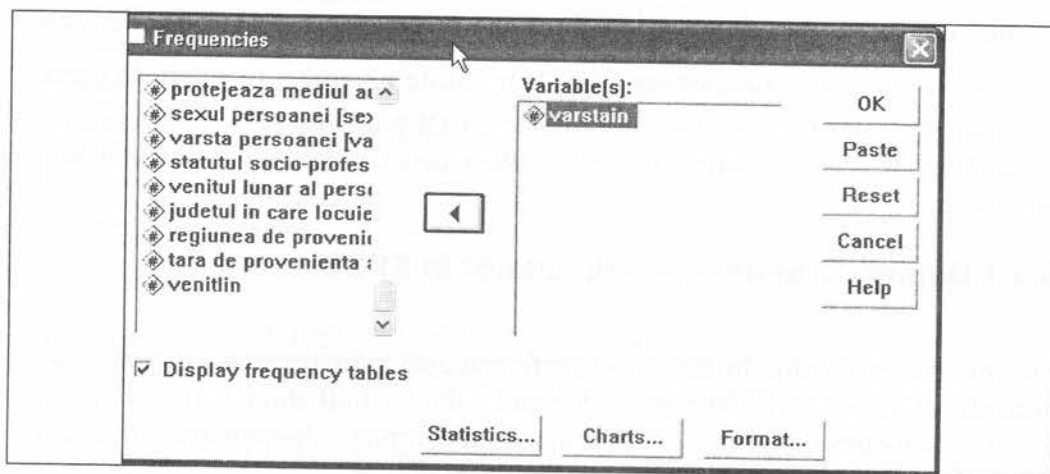 Frequencies
protejeaza mediul au
sexul persoanei [sex
varsta persoanei [va
statutul socio-profes
venitul lunar al persc
judetul in care locuie
regiunea de provenie
tara de provenienta
venitlin
Variable[s]:
varstain
OK
Paste
Reset
Cancel
Help
Display frequency tables
Statistics...
Charts...
Format...